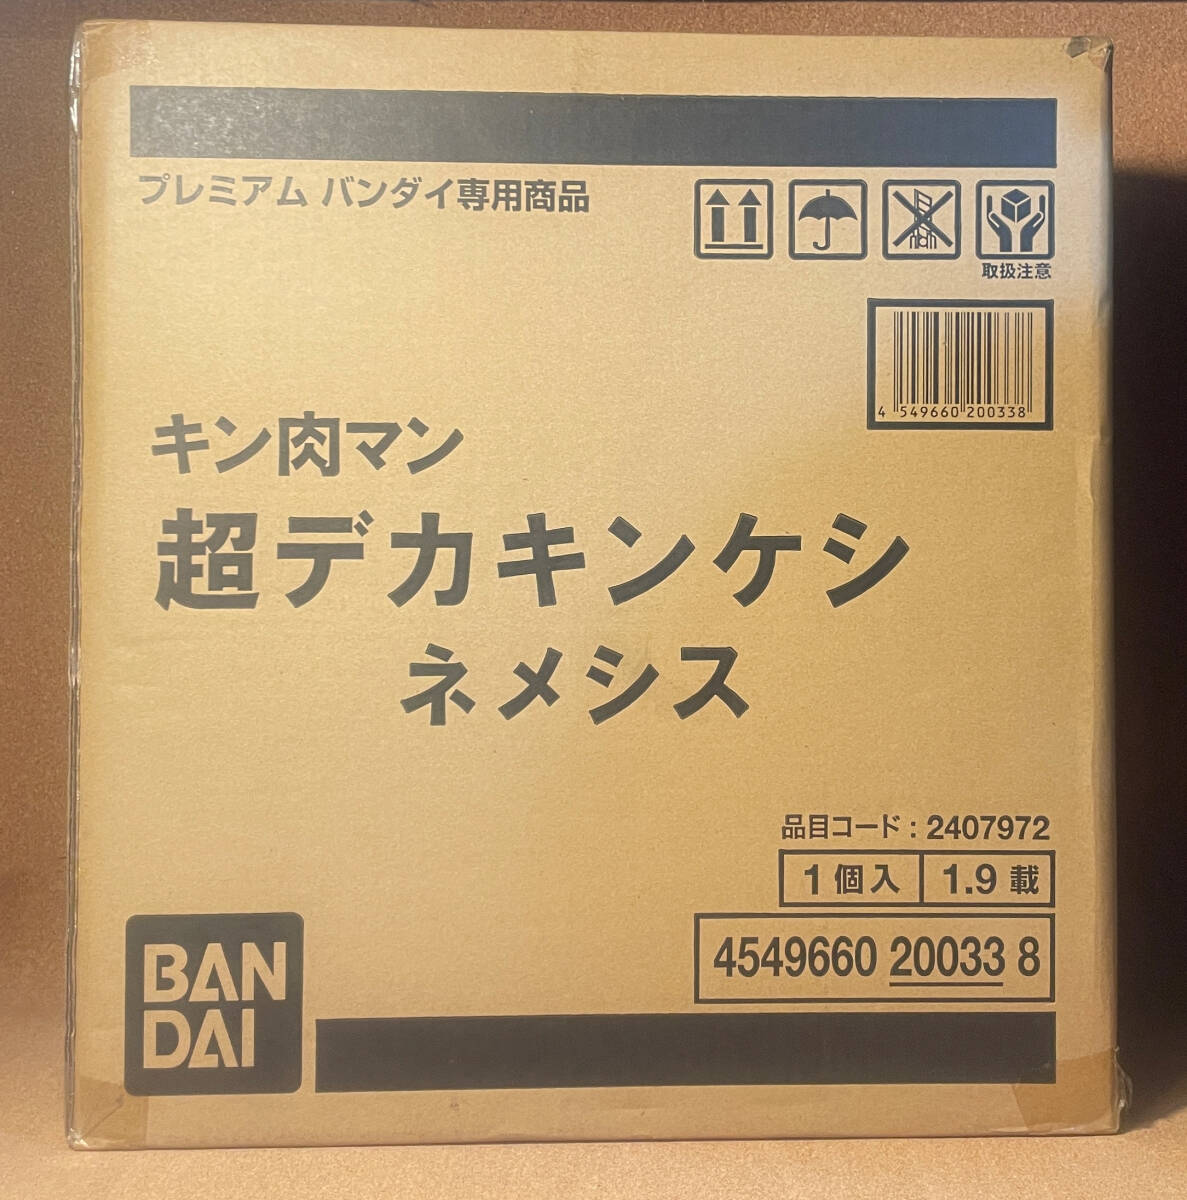 プレミアム バンダイ専用商品
取扱注意
4 549660 200338
キン肉マン
超デカキンケシ
ネメシス
品目コード：2407972
1個入 1.9 載
4549660 20033 8
BAN
DAI